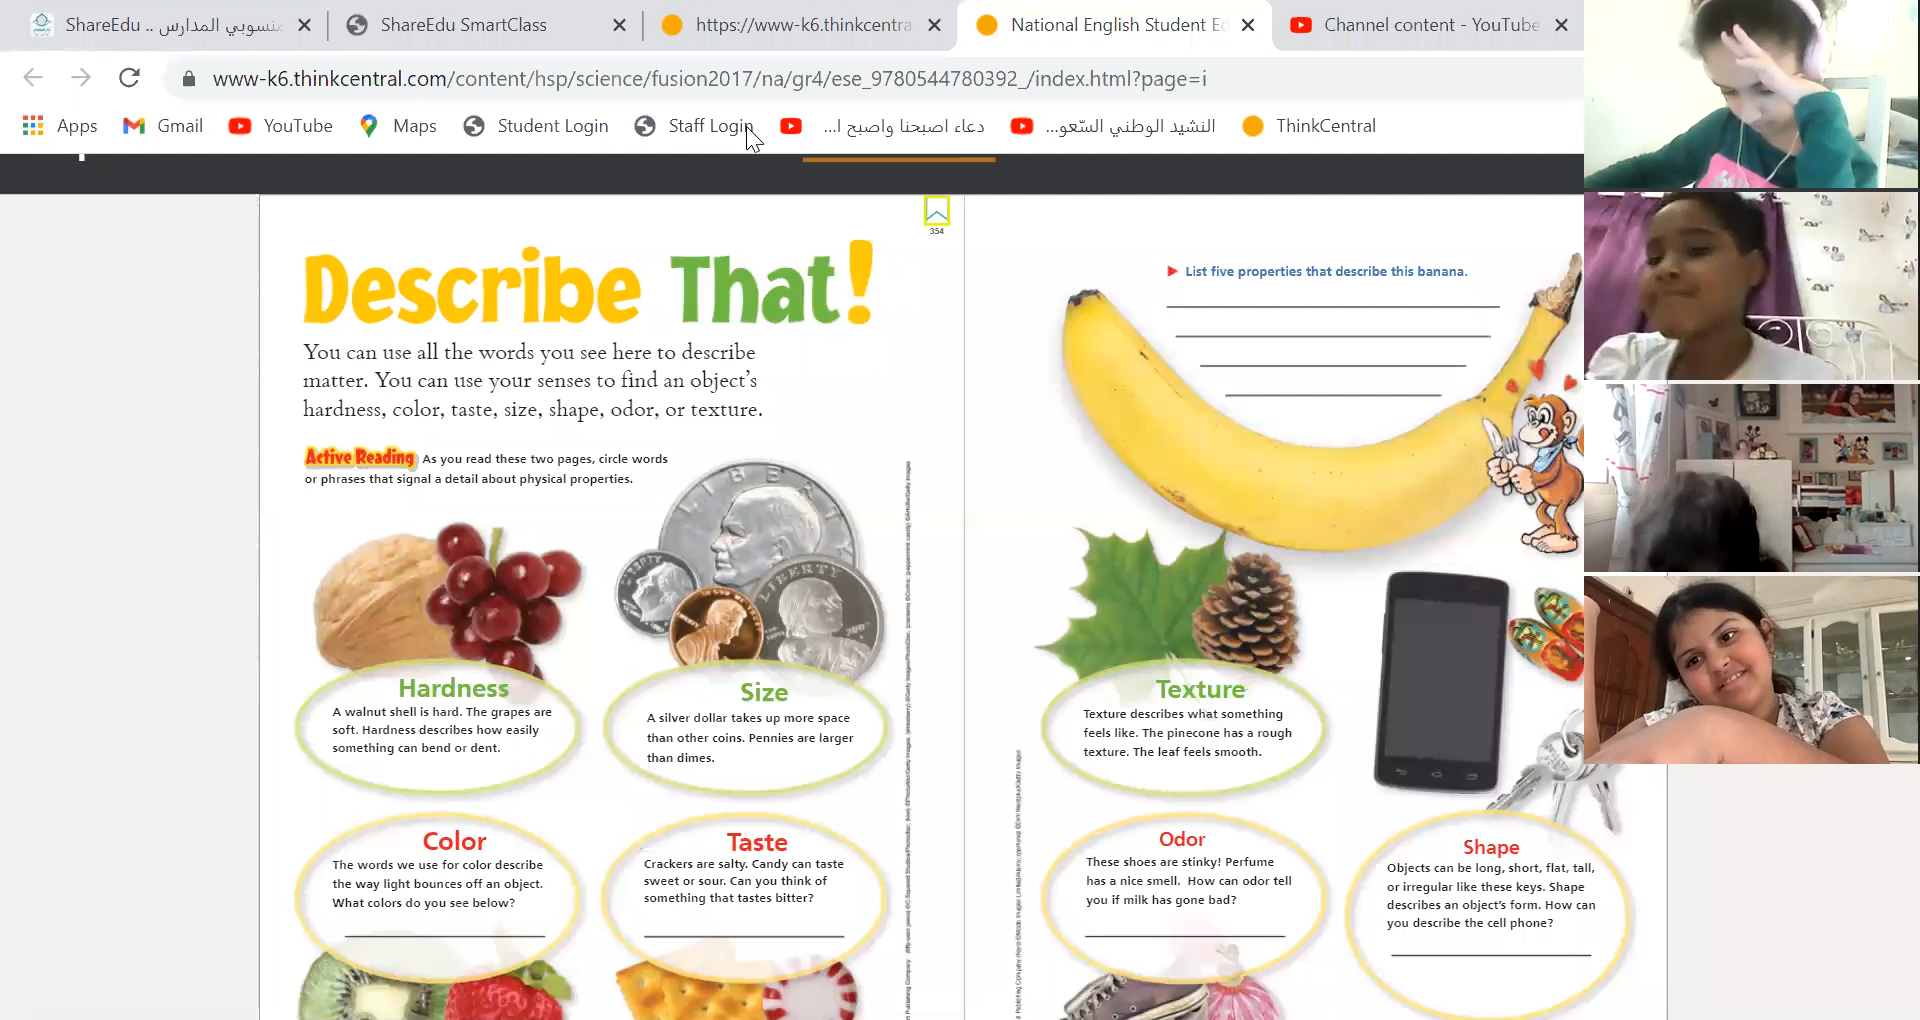 ShareEdu .. منسوبي المدارس
ShareEdu SmartClass
https://www-k6.thinkcentra
National English Student Ed
Channel content - YouTube
www-k6.thinkcentral.com/content/hsp/science/fusion2017/na/gr4/ese_9780544780392_/index.html?page=i
Apps
Gmail
YouTube
Maps
Student Login
Staff Login
دعاء اصبحنا واصبح ا...
النشيد الوطني السّعو...
ThinkCentral
354
Describe That!
You can use all the words you see here to describe
matter. You can use your senses to find an object's
hardness, color, taste, size, shape, odor, or texture.
Active Reading As you read these two pages, circle words
or phrases that signal a detail about physical properties.
LIBERTY
LIBERTY
Hardness
A walnut shell is hard. The grapes are
soft. Hardness describes how easily
something can bend or dent.
Size
A silver dollar takes up more space
than other coins. Pennies are larger
than dimes.
Color
The words we use for color describe
the way light bounces off an object.
What colors do you see below?
Taste
Crackers are salty. Candy can taste
sweet or sour. Can you think of
something that tastes bitter?
List five properties that describe this banana.
Texture
Texture describes what something
feels like. The pinecone has a rough
texture. The leaf feels smooth.
Odor
These shoes are stinky! Perfume
has a nice smell. How can odor tell
you if milk has gone bad?
Shape
Objects can be long, short, flat, tall,
or irregular like these keys. Shape
describes an object's form. How can
you describe the cell phone?